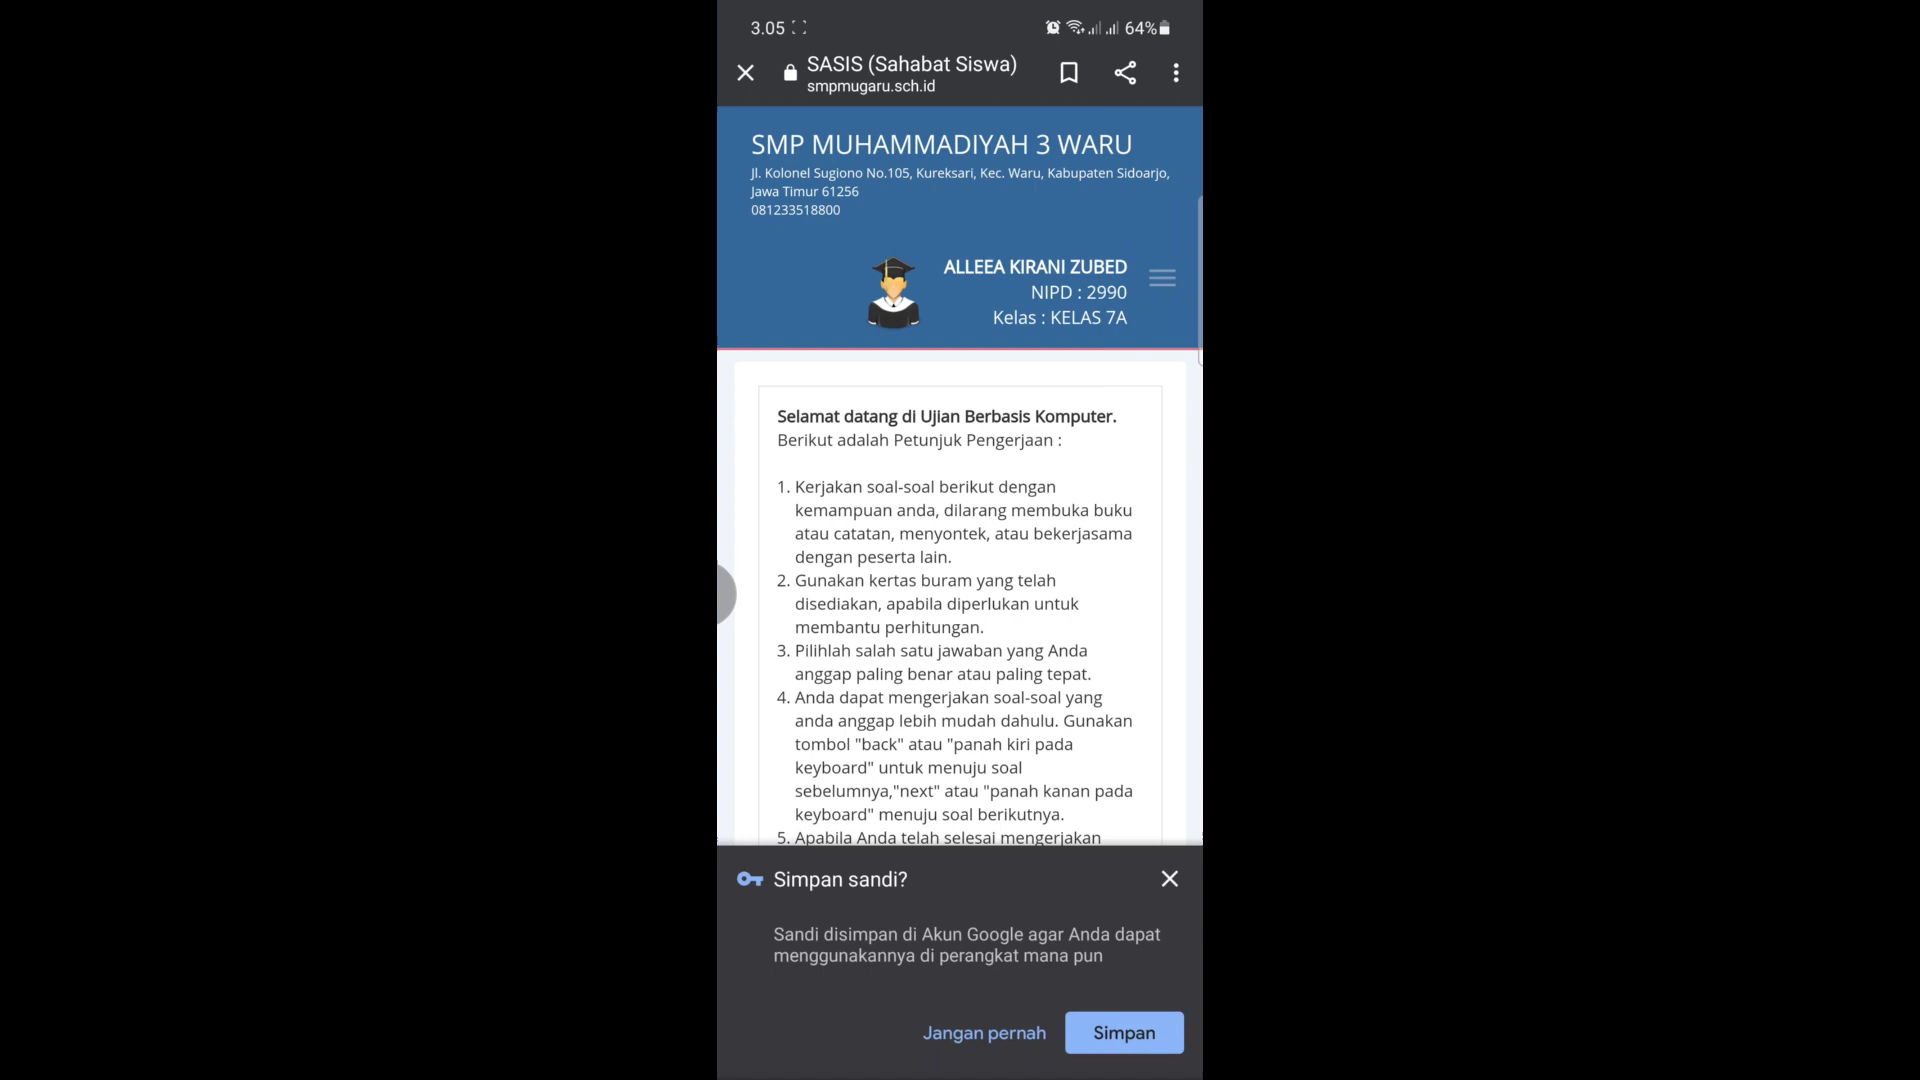 3.05
64%
SASIS (Sahabat Siswa)
smpmugaru.sch.id
SMP MUHAMMADIYAH 3 WARU
Jl. Kolonel Sugiono No.105, Kureksari, Kec. Waru, Kabupaten Sidoarjo,
Jawa Timur 61256
081233518800
ALLEEA KIRANI ZUBED
NIPD : 2990
Kelas : KELAS 7A
Selamat datang di Ujian Berbasis Komputer.
Berikut adalah Petunjuk Pengerjaan :
1. Kerjakan soal-soal berikut dengan
kemampuan anda, dilarang membuka buku
atau catatan, menyontek, atau bekerjasama
dengan peserta lain.
2. Gunakan kertas buram yang telah
disediakan, apabila diperlukan untuk
membantu perhitungan.
3. Pilihlah salah satu jawaban yang Anda
anggap paling benar atau paling tepat.
4. Anda dapat mengerjakan soal-soal yang
anda anggap lebih mudah dahulu. Gunakan
tombol "back" atau "panah kiri pada
keyboard" untuk menuju soal
sebelumnya,"next" atau "panah kanan pada
keyboard" menuju soal berikutnya.
5. Apabila Anda telah selesai mengerjakan
Simpan sandi?
Sandi disimpan di Akun Google agar Anda dapat
menggunakannya di perangkat mana pun
Jangan pernah
Simpan